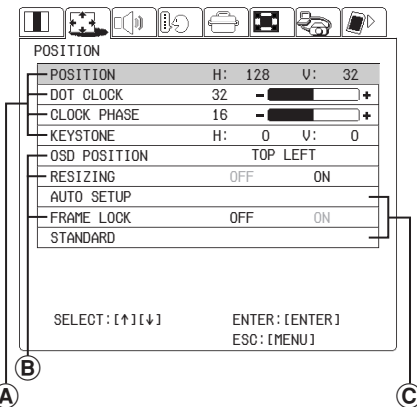 POSITION
POSITION H: 128 V: 32
DOT CLOCK 32 - +
CLOCK PHASE 16 - +
KEYSTONE H: 0 V: 0
OSD POSITION TOP LEFT
RESIZING OFF ON
AUTO SETUP
FRAME LOCK OFF ON
STANDARD
SELECT:[↑][↓] ENTER:[ENTER]
ESC:[MENU]
B
A C